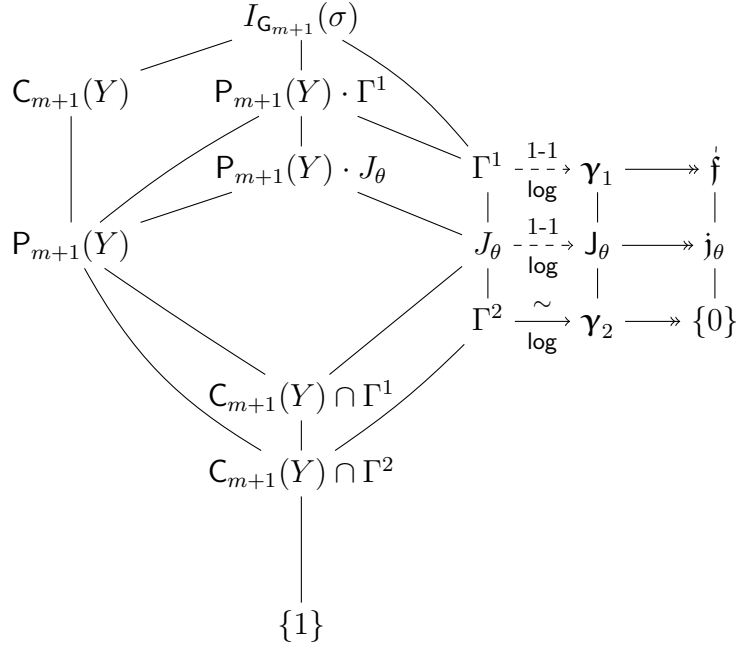 I_{G_{m+1}}(σ)
C_{m+1}(Y) P_{m+1}(Y) · Γ^1
P_{m+1}(Y) · J_θ Γ^1 1-1 log γ_1 f́
P_{m+1}(Y) J_θ 1-1 log J_θ j_θ
Γ^2 ∼ log γ_2 {0}
C_{m+1}(Y) ∩ Γ^1
C_{m+1}(Y) ∩ Γ^2
{1}